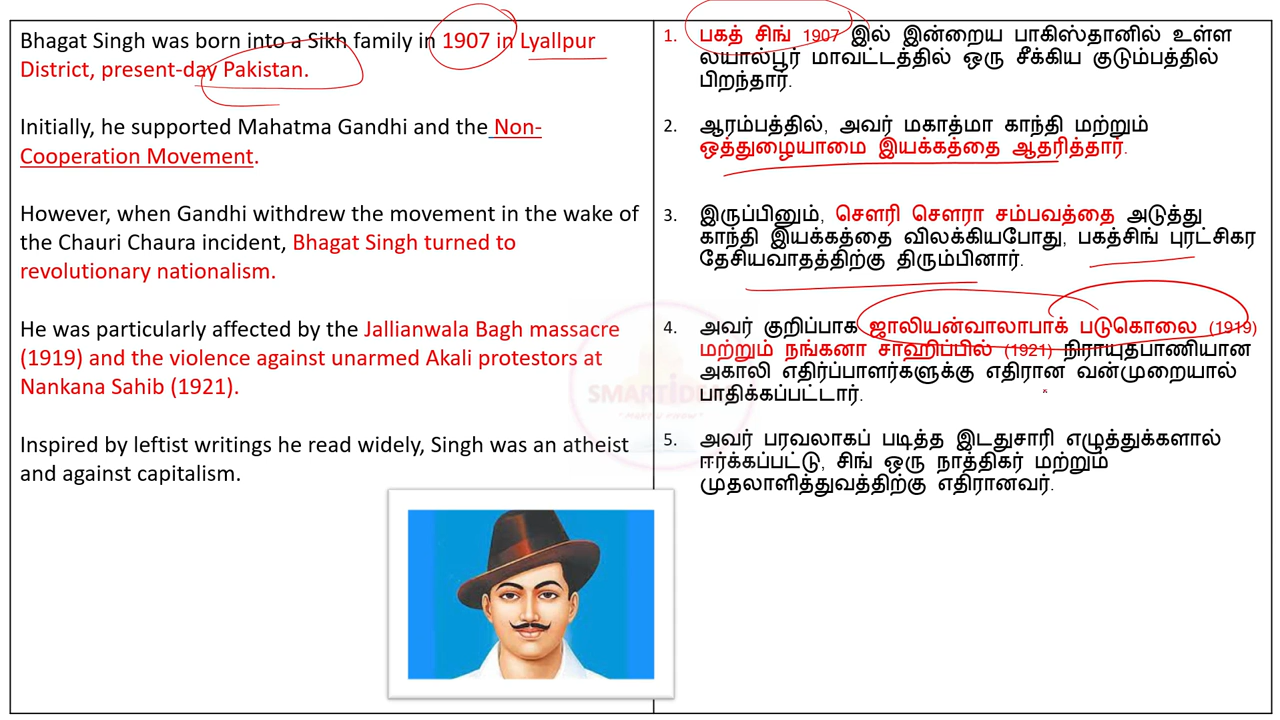 Bhagat Singh was born into a Sikh family in 1907 in Lyallpur
District, present-day Pakistan.
Initially, he supported Mahatma Gandhi and the Non-
Cooperation Movement.
However, when Gandhi withdrew the movement in the wake of
the Chauri Chaura incident, Bhagat Singh turned to
revolutionary nationalism.
He was particularly affected by the Jallianwala Bagh massacre
(1919) and the violence against unarmed Akali protestors at
Nankana Sahib (1921).
Inspired by leftist writings he read widely, Singh was an atheist
and against capitalism.
1. பகத் சிங் 1907 இல் இன்றைய பாகிஸ்தானில் உள்ள
லயால்பூர் மாவட்டத்தில் ஒரு சீக்கிய குடும்பத்தில்
பிறந்தார்.
2. ஆரம்பத்தில், அவர் மகாத்மா காந்தி மற்றும்
ஒத்துழையாமை இயக்கத்தை ஆதரித்தார்.
3. இருப்பினும், சௌரி சௌரா சம்பவத்தை அடுத்து
காந்தி இயக்கத்தை விலக்கியபோது, பகத்சிங் புரட்சிகர
தேசியவாதத்திற்கு திரும்பினார்.
4. அவர் குறிப்பாக ஜாலியன்வாலாபாக் படுகொலை (1919)
மற்றும் நங்கனா சாஹிப்பில் (1921) நிராயுதபாணியான
அகாலி எதிர்ப்பாளர்களுக்கு எதிரான வன்முறையால்
பாதிக்கப்பட்டார்.
5. அவர் பரவலாகப் படித்த இடதுசாரி எழுத்துக்களால்
ஈர்க்கப்பட்டு, சிங் ஒரு நாத்திகர் மற்றும்
முதலாளித்துவத்திற்கு எதிரானவர்.